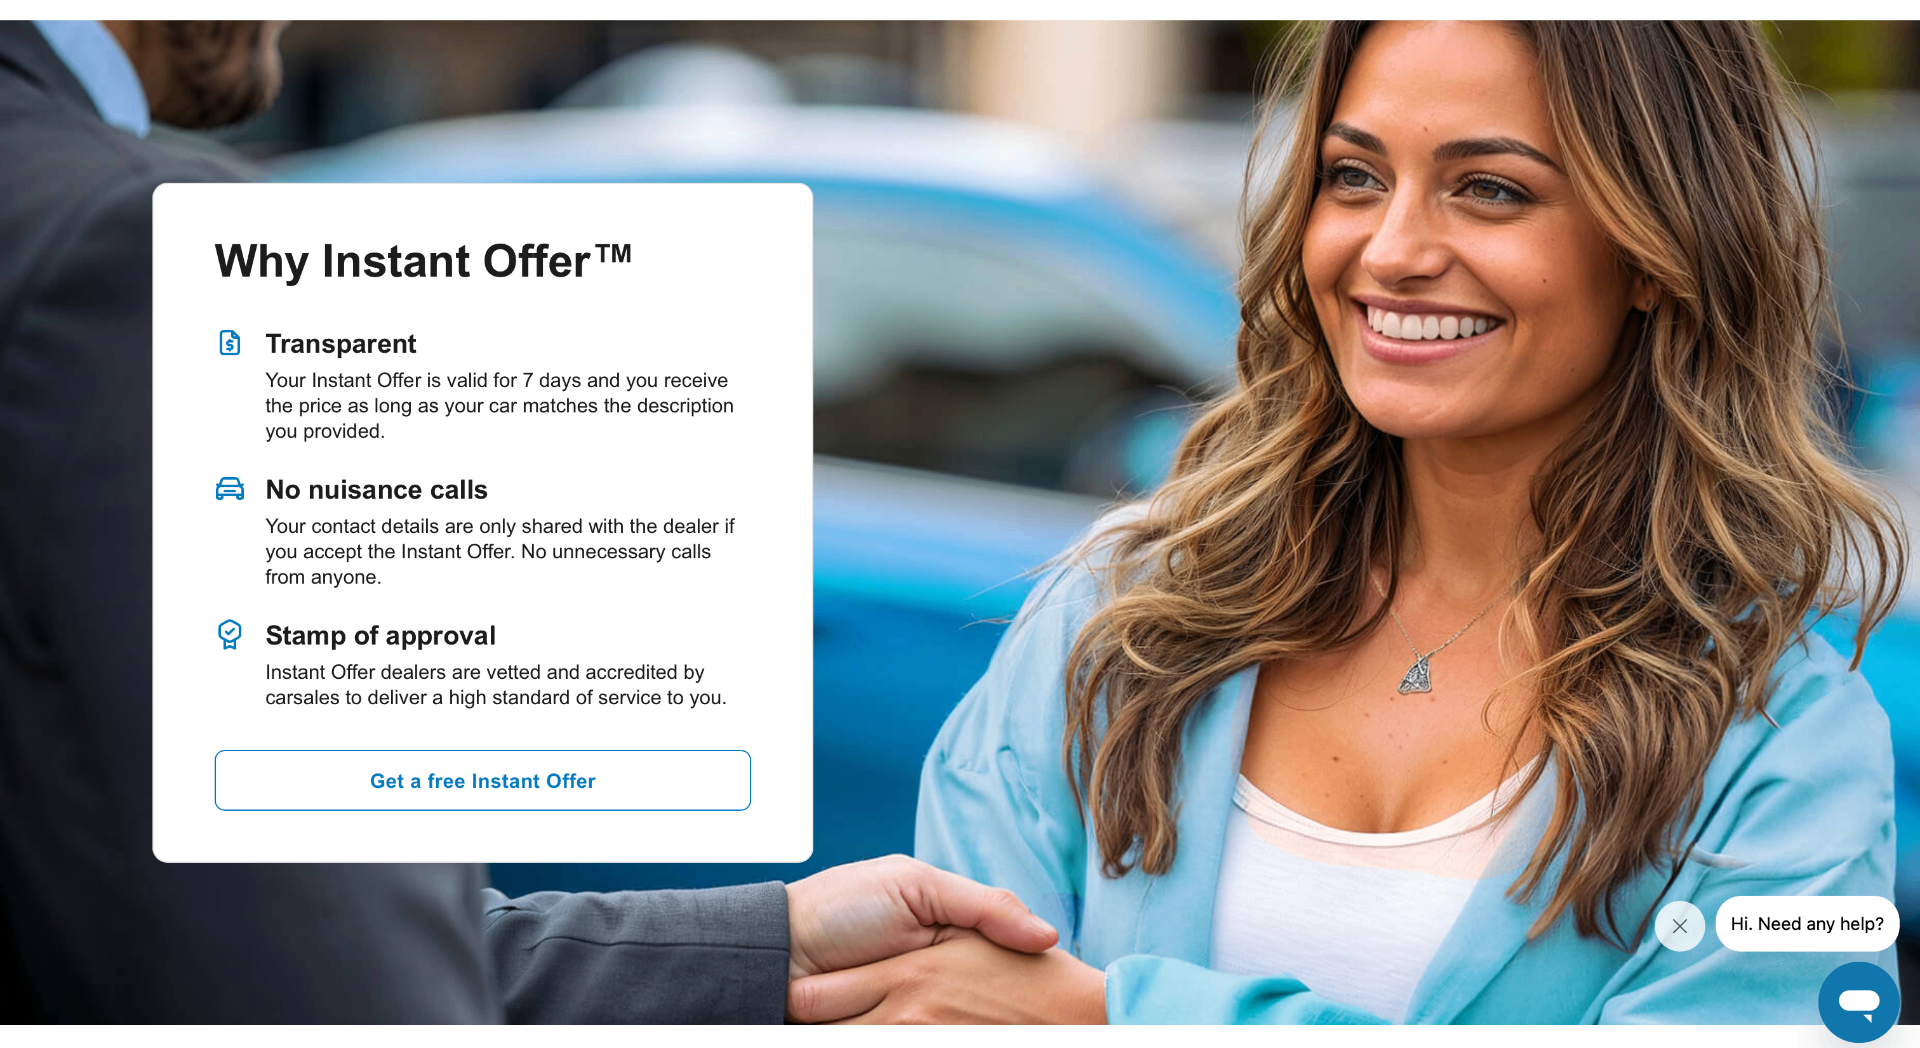 Why Instant Offer™
Transparent
Your Instant Offer is valid for 7 days and you receive
the price as long as your car matches the description
you provided.
No nuisance calls
Your contact details are only shared with the dealer if
you accept the Instant Offer. No unnecessary calls
from anyone.
Stamp of approval
Instant Offer dealers are vetted and accredited by
carsales to deliver a high standard of service to you.
Get a free Instant Offer
Hi. Need any help?